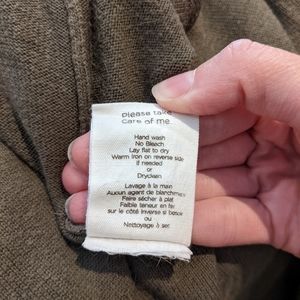 Please take
care of me.
Hand wash
No Bleach
Lay flat to dry
Warm Iron on reverse side
If needed
or
Dryclean
Lavage à la main
Aucun agent de blanchiment
Faire sécher à plat
Faible teneur en fer
sur le côté inverse si besoin
ou
Nettoyage à sec